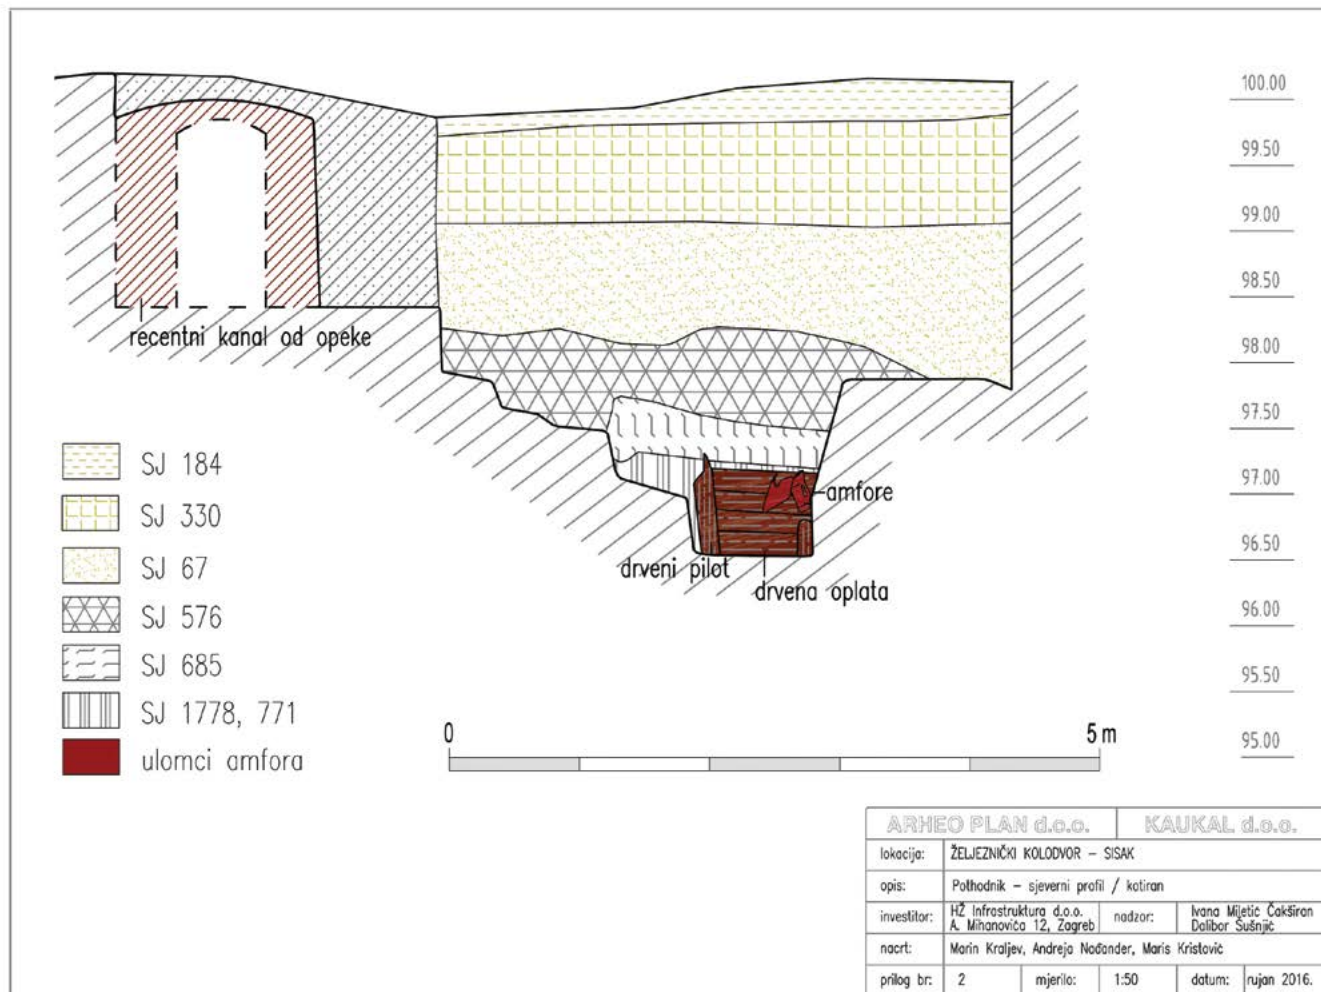 100.00
99.50
99.00
98.50
98.00
97.50
97.00
96.50
96.00
95.50
95.00
recentni kanal od opeke
amfore
drveni pilot
drvena oplata
SJ 184
SJ 330
SJ 67
SJ 576
SJ 685
SJ 1778, 771
ulomci amfora
0 5 m
ARHEO PLAN d.o.o. KAUKAL d.o.o.
lokacija: ŽELJEZNIČKI KOLODVOR – SISAK
opis: Pothodnik – sjeverni profil / kotiran
investitor: HŽ Infrastruktura d.o.o. nadzor: Ivana Miletić Čakširan
A. Mihanovića 12, Zagreb Dalibor Šušnjić
nacrt: Marin Kraljev, Andreja Nađander, Maris Kristović
prilog br: 2 mjerilo: 1:50 datum: rujan 2016.